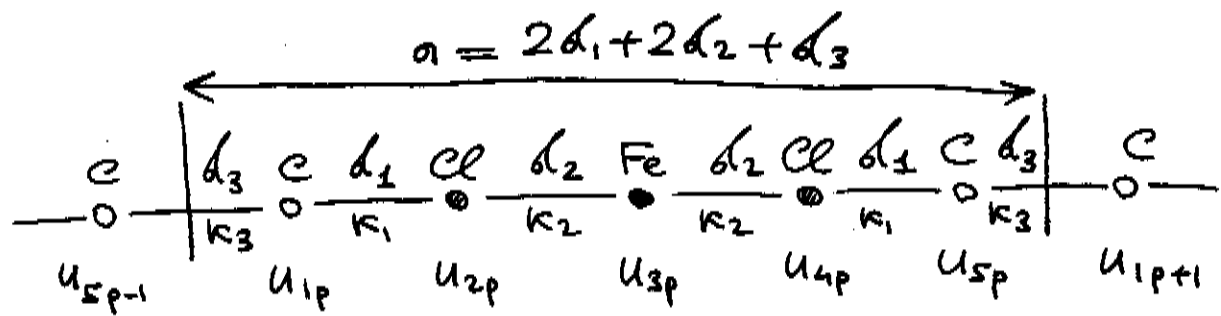 a = 2d₁+2d₂+d₃
C d₃ C d₁ Cl d₂ Fe d₂ Cl d₁ C d₃ C
K₃ K₁ K₂ K₂ K₁ K₃
u₅p-1 u₁p u₂p u₃p u₄p u₅p u₁p+1